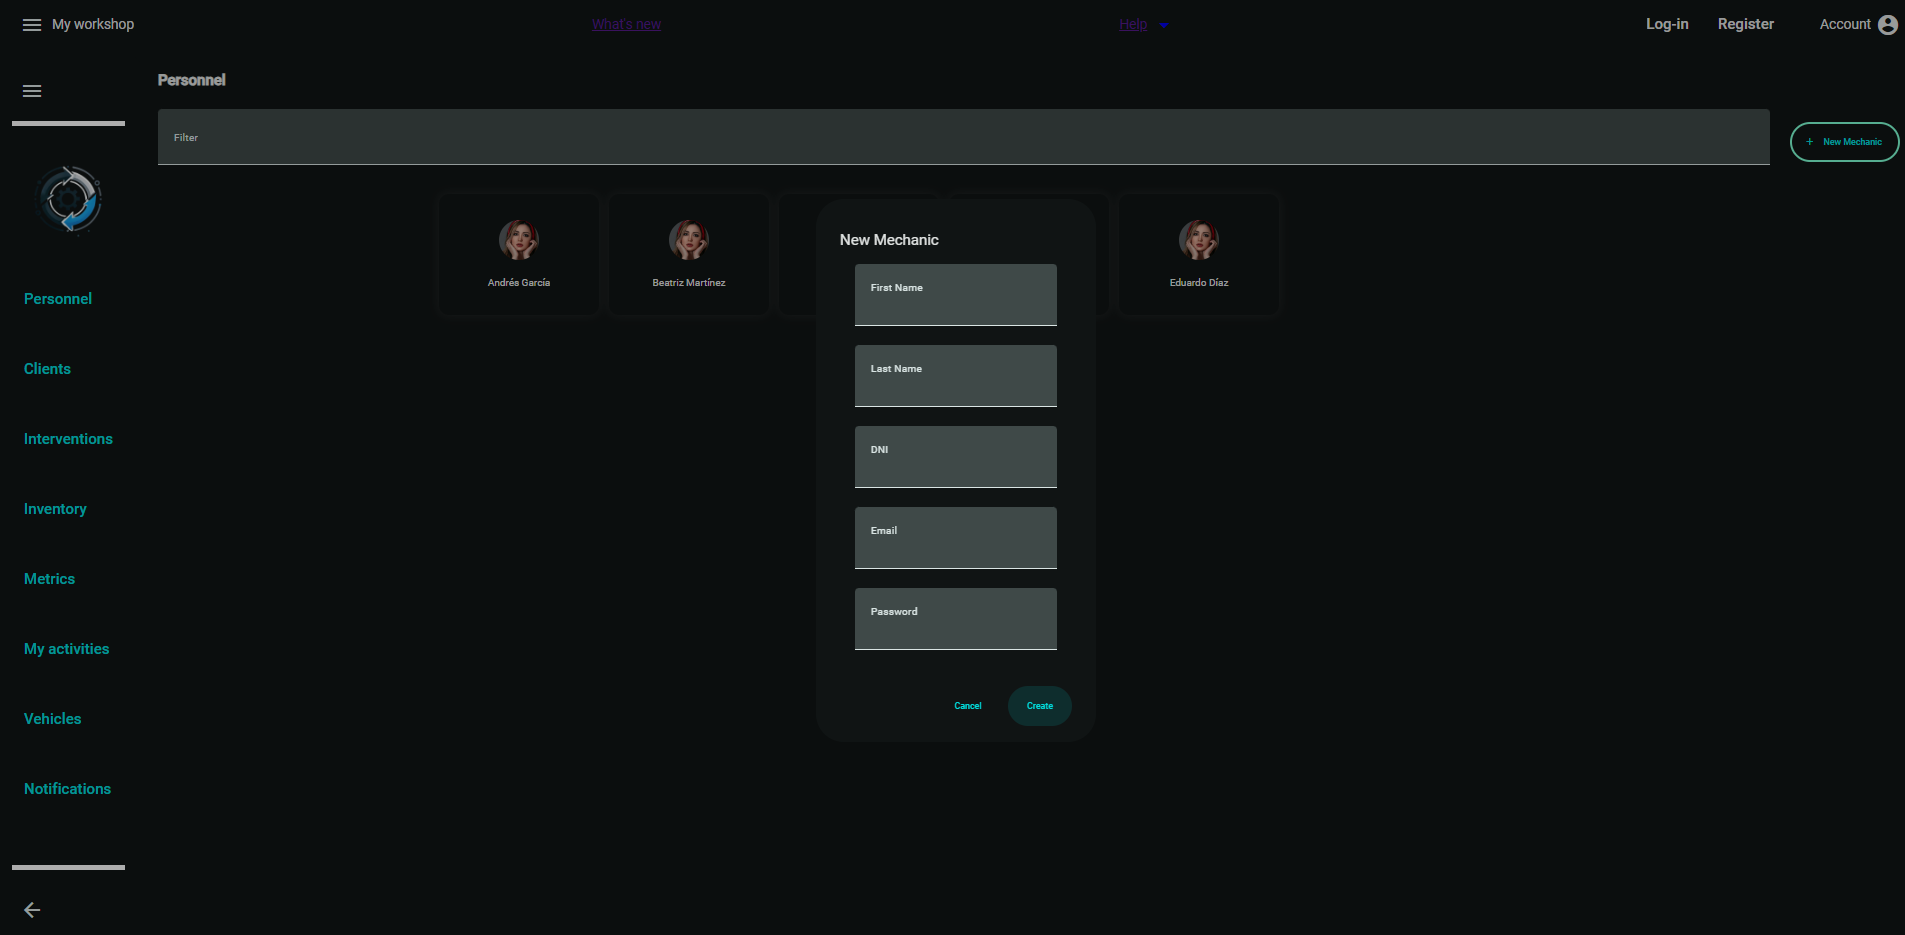 My workshop
What's new
Help
Log-in
Register
Account
Personnel
Filter
+ New Mechanic
Andrés García
Beatriz Martínez
Eduardo Díaz
Personnel
Clients
Interventions
Inventory
Metrics
My activities
Vehicles
Notifications
New Mechanic
First Name
Last Name
DNI
Email
Password
Cancel
Create